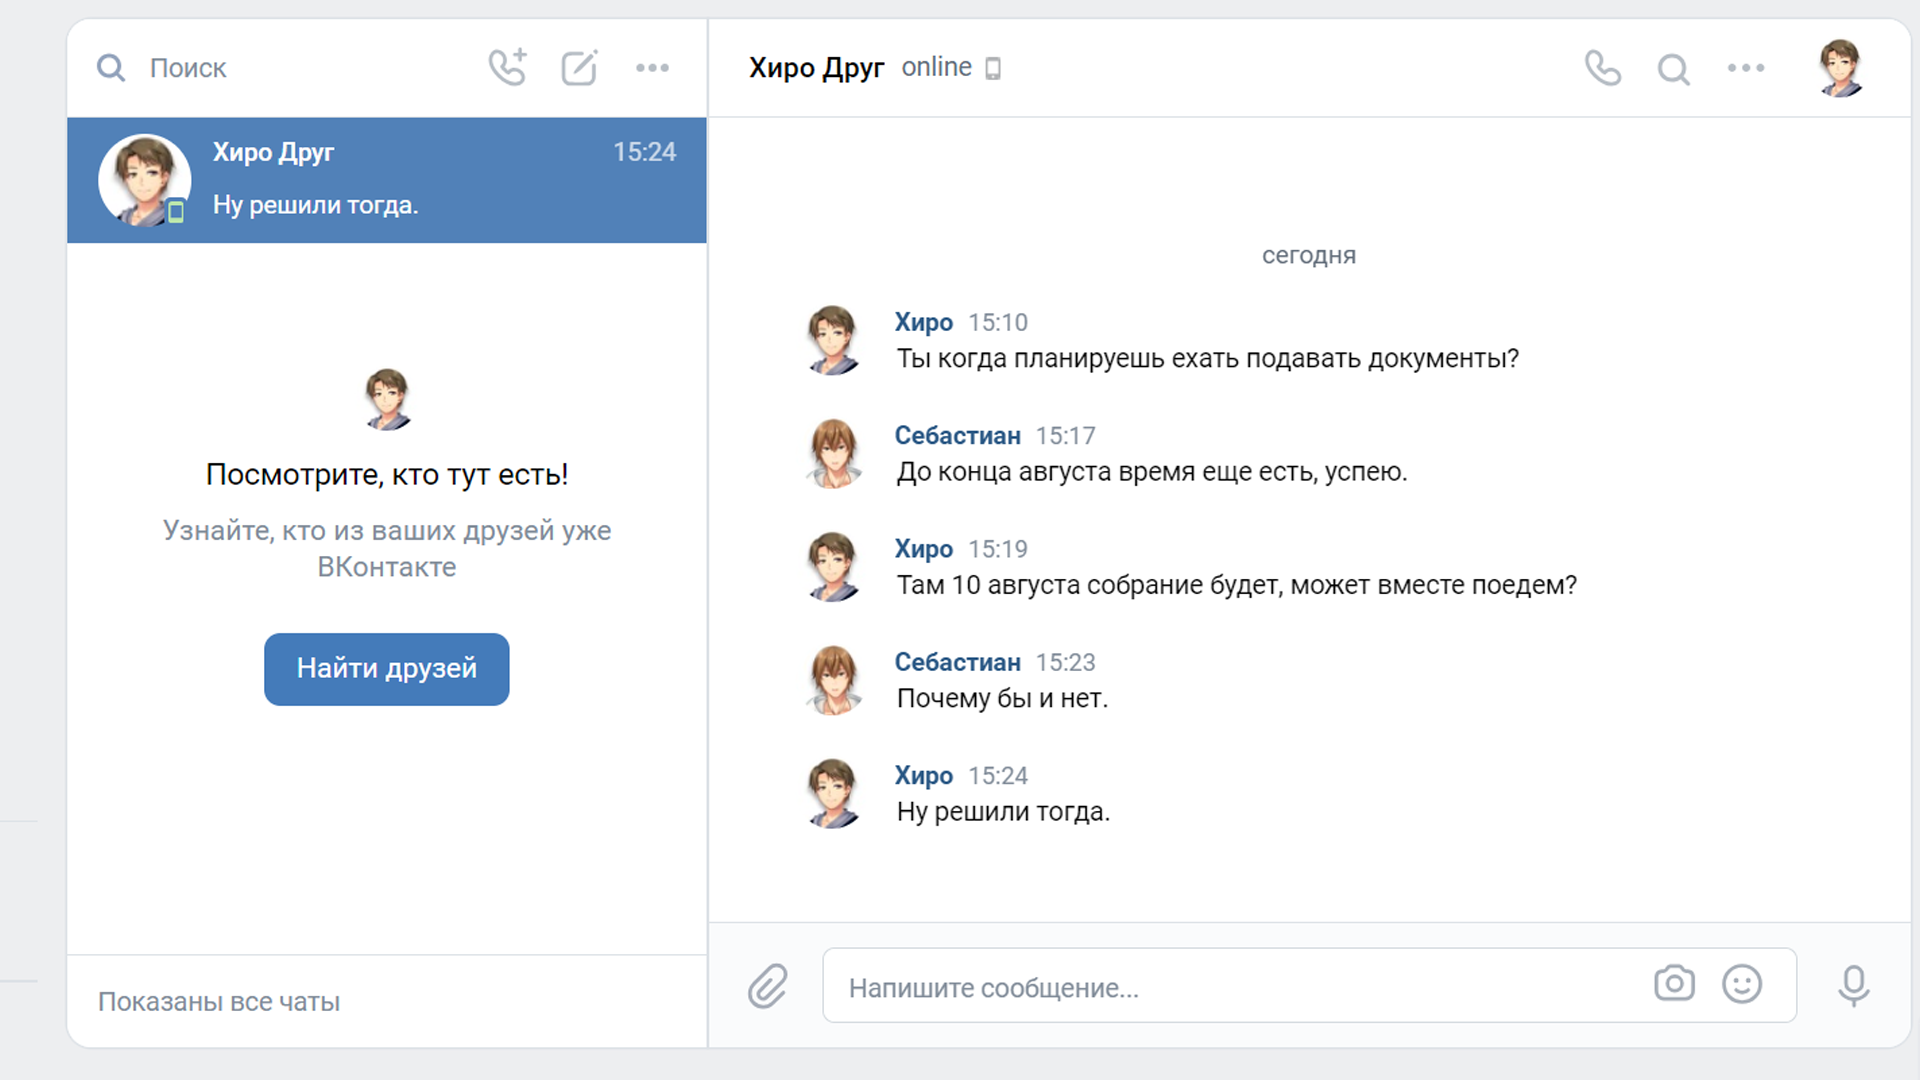 Поиск
Хиро Друг 15:24
Ну решили тогда.
Посмотрите, кто тут есть!
Узнайте, кто из ваших друзей уже
ВКонтакте
Найти друзей
Показаны все чаты
Хиро Друг online
сегодня
Хиро 15:10
Ты когда планируешь ехать подавать документы?
Себастиан 15:17
До конца августа время еще есть, успею.
Хиро 15:19
Там 10 августа собрание будет, может вместе поедем?
Себастиан 15:23
Почему бы и нет.
Хиро 15:24
Ну решили тогда.
Напишите сообщение...